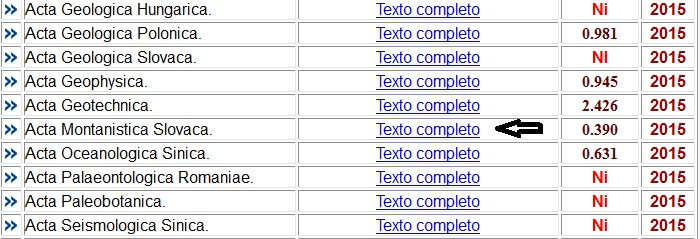 » Acta Geologica Hungarica. Texto completo Ni 2015
» Acta Geologica Polonica. Texto completo 0.981 2015
» Acta Geologica Slovaca. Texto completo NI 2015
» Acta Geophysica. Texto completo 0.945 2015
» Acta Geotechnica. Texto completo 2.426 2015
» Acta Montanistica Slovaca. Texto completo 0.390 2015
» Acta Oceanologica Sinica. Texto completo 0.631 2015
» Acta Palaeontologica Romaniae. Texto completo Ni 2015
» Acta Paleobotanica. Texto completo Ni 2015
» Acta Seismologica Sinica. Texto completo Ni 2015